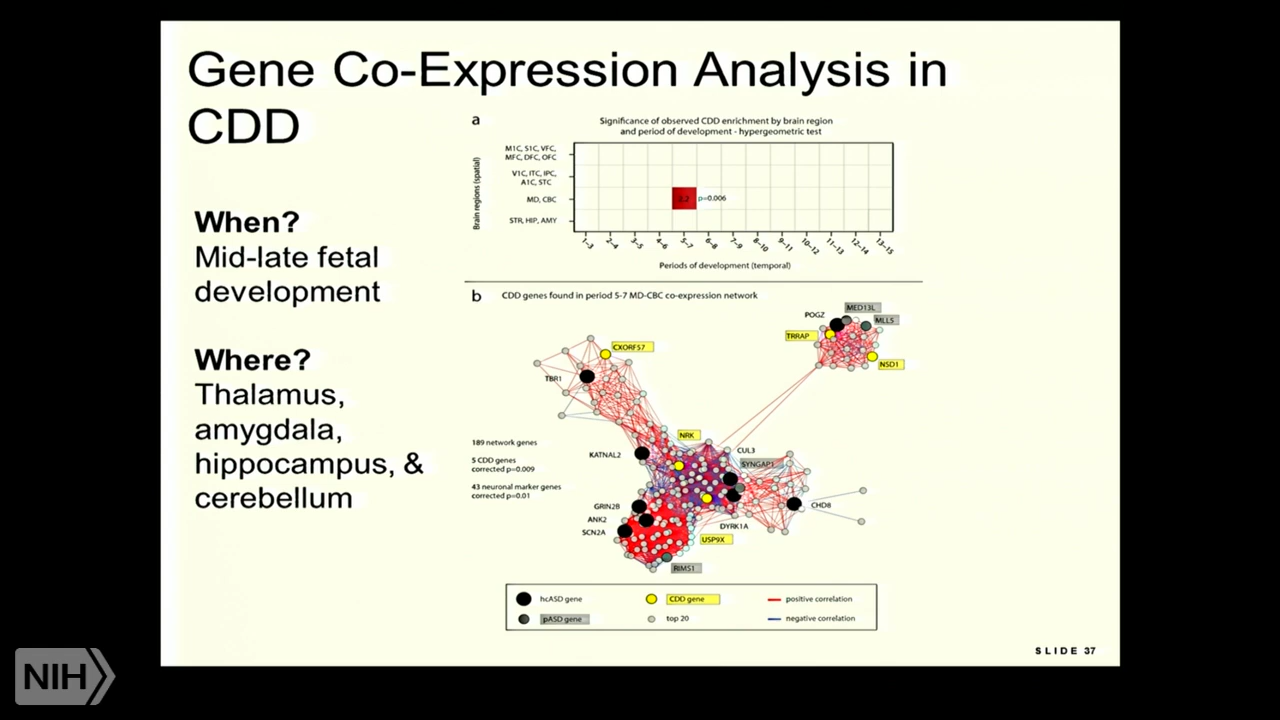 Gene Co-Expression Analysis in
CDD
When?
Mid-late fetal
development
Where?
Thalamus,
amygdala,
hippocampus, &
cerebellum
a
Significance of observed CDD enrichment by brain region
and period of development - hypergeometric test
Brain regions (spatial)
M1C, S1C, VFC,
MFC, DFC, OFC
V1C, ITC, IPC,
A1C, STC
MD, CBC
STR, HIP, AMY
p=0.006
1–3
2–4
3–5
4–6
5–7
6–8
7–9
8–10
9–11
10–12
11–13
12–14
13–15
Periods of development (temporal)
b
CDD genes found in period 5-7 MD-CBC co-expression network
MED13L
POGZ
MLL5
TRRAP
NSD1
CXORF57
TBR1
NRK
189 network genes
KATNAL2
CUL3
5 CDD genes
corrected p=0.009
SYNGAP1
43 neuronal marker genes
corrected p=0.01
GRIN2B
CHD8
ANK2
DYRK1A
SCN2A
USP9X
RIMS1
hcASD gene
CDD gene
positive correlation
pASD gene
top 20
negative correlation
SLIDE 37
NIH